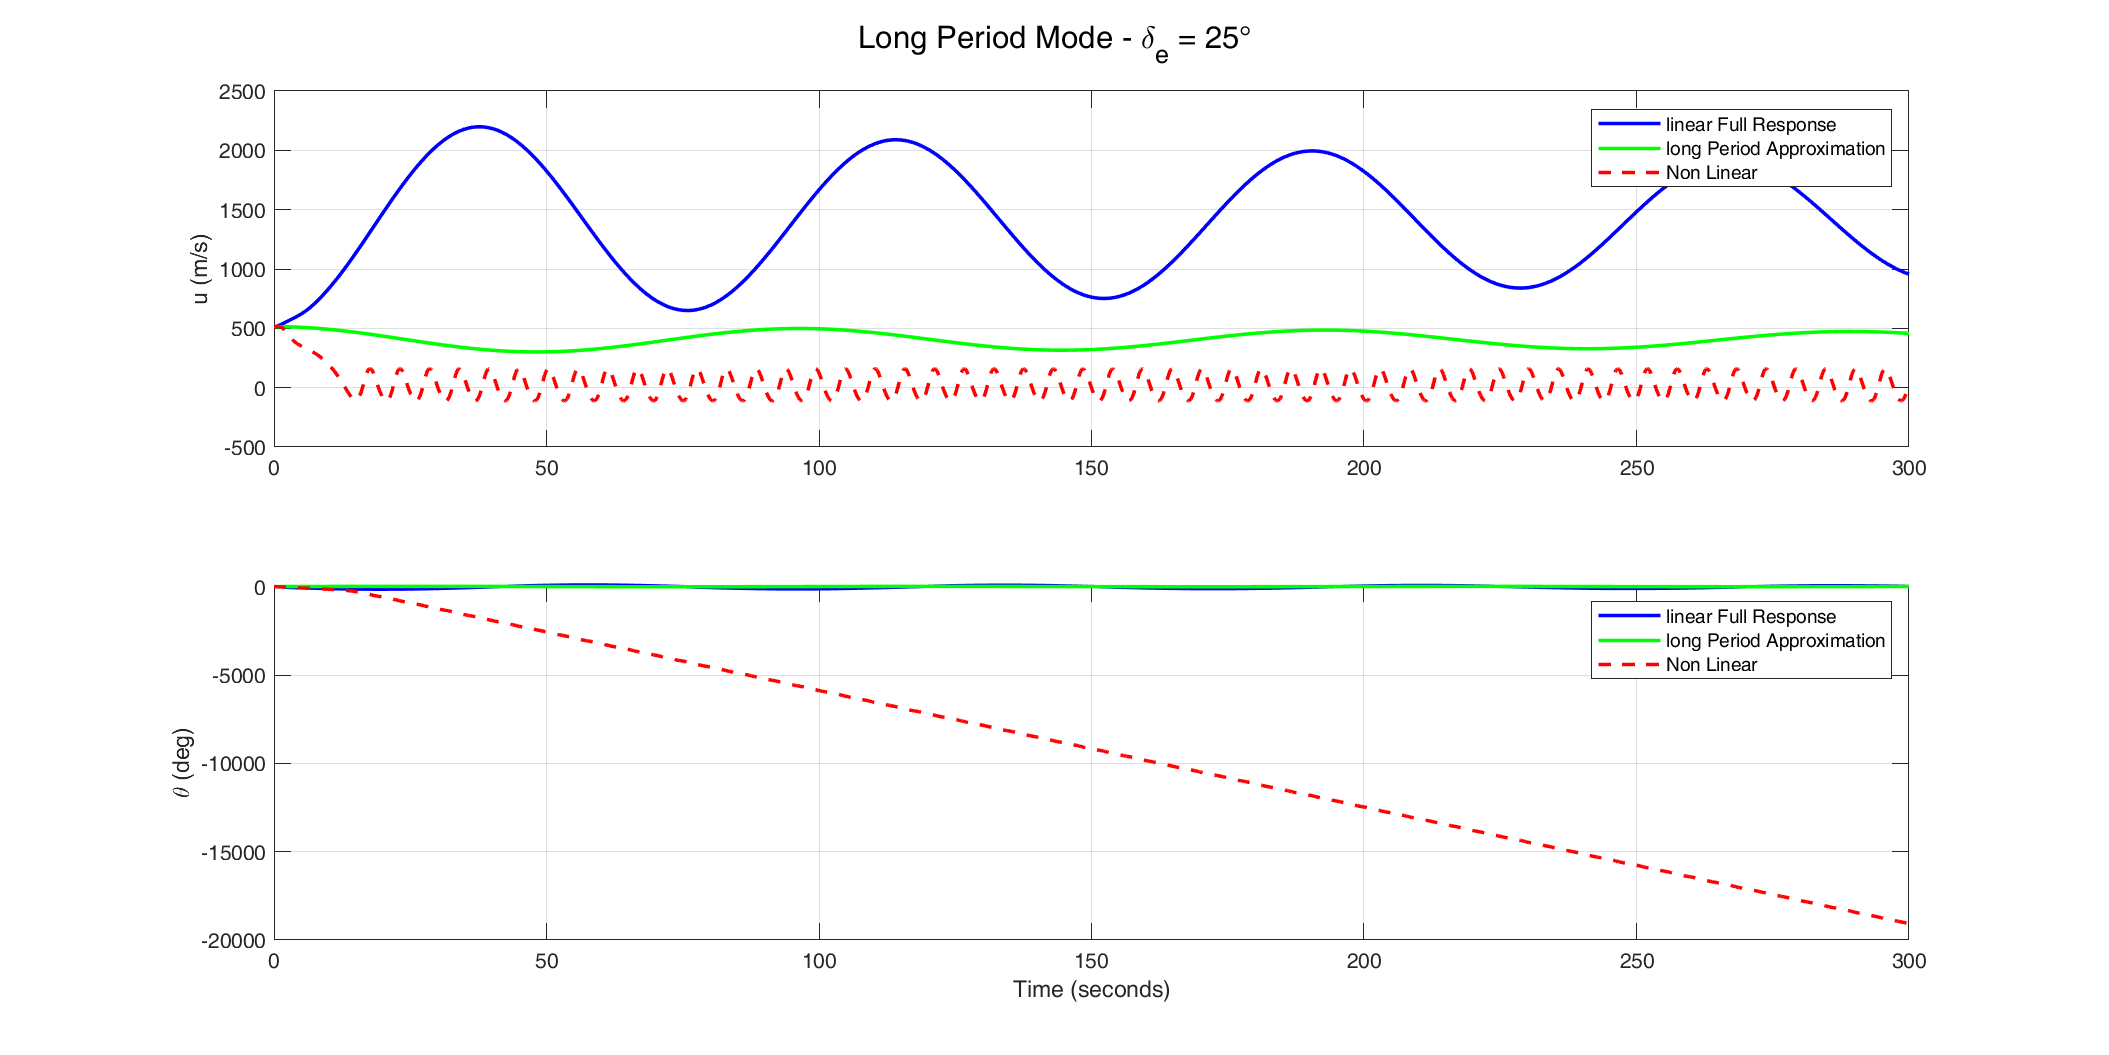 Long Period Mode - δe = 25°
2500
2000
1500
1000
500
0
-500
u (m/s)
linear Full Response
long Period Approximation
Non Linear
0 50 100 150 200 250 300
0
-5000
-10000
-15000
-20000
θ (deg)
linear Full Response
long Period Approximation
Non Linear
0 50 100 150 200 250 300
Time (seconds)